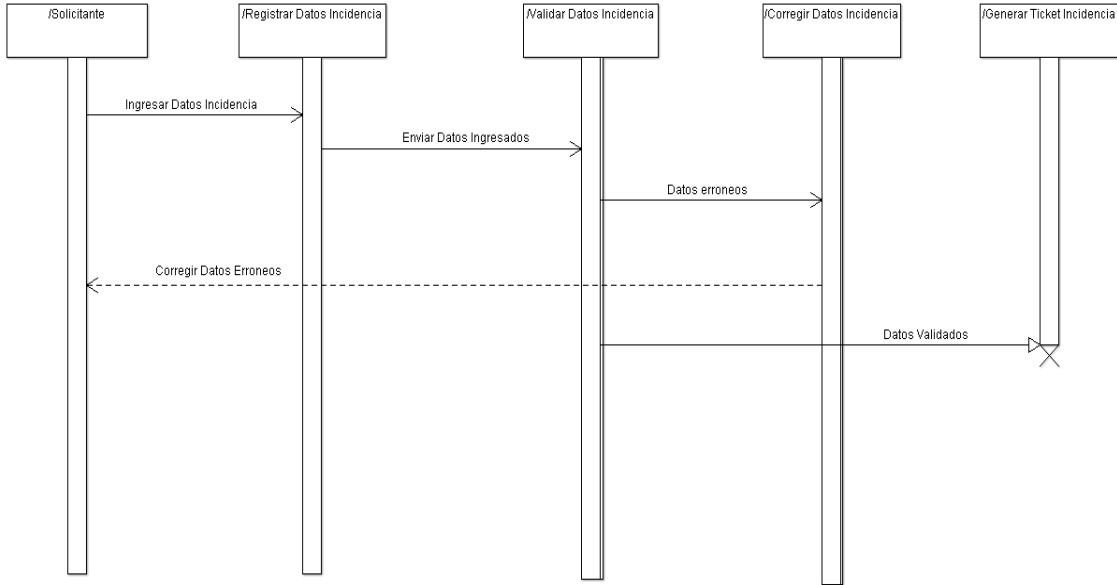 /Solicitante
/Registrar Datos Incidencia
/Validar Datos Incidencia
/Corregir Datos Incidencia
/Generar Ticket Incidencia
Ingresar Datos Incidencia
Enviar Datos Ingresados
Datos erroneos
Corregir Datos Erroneos
Datos Validados